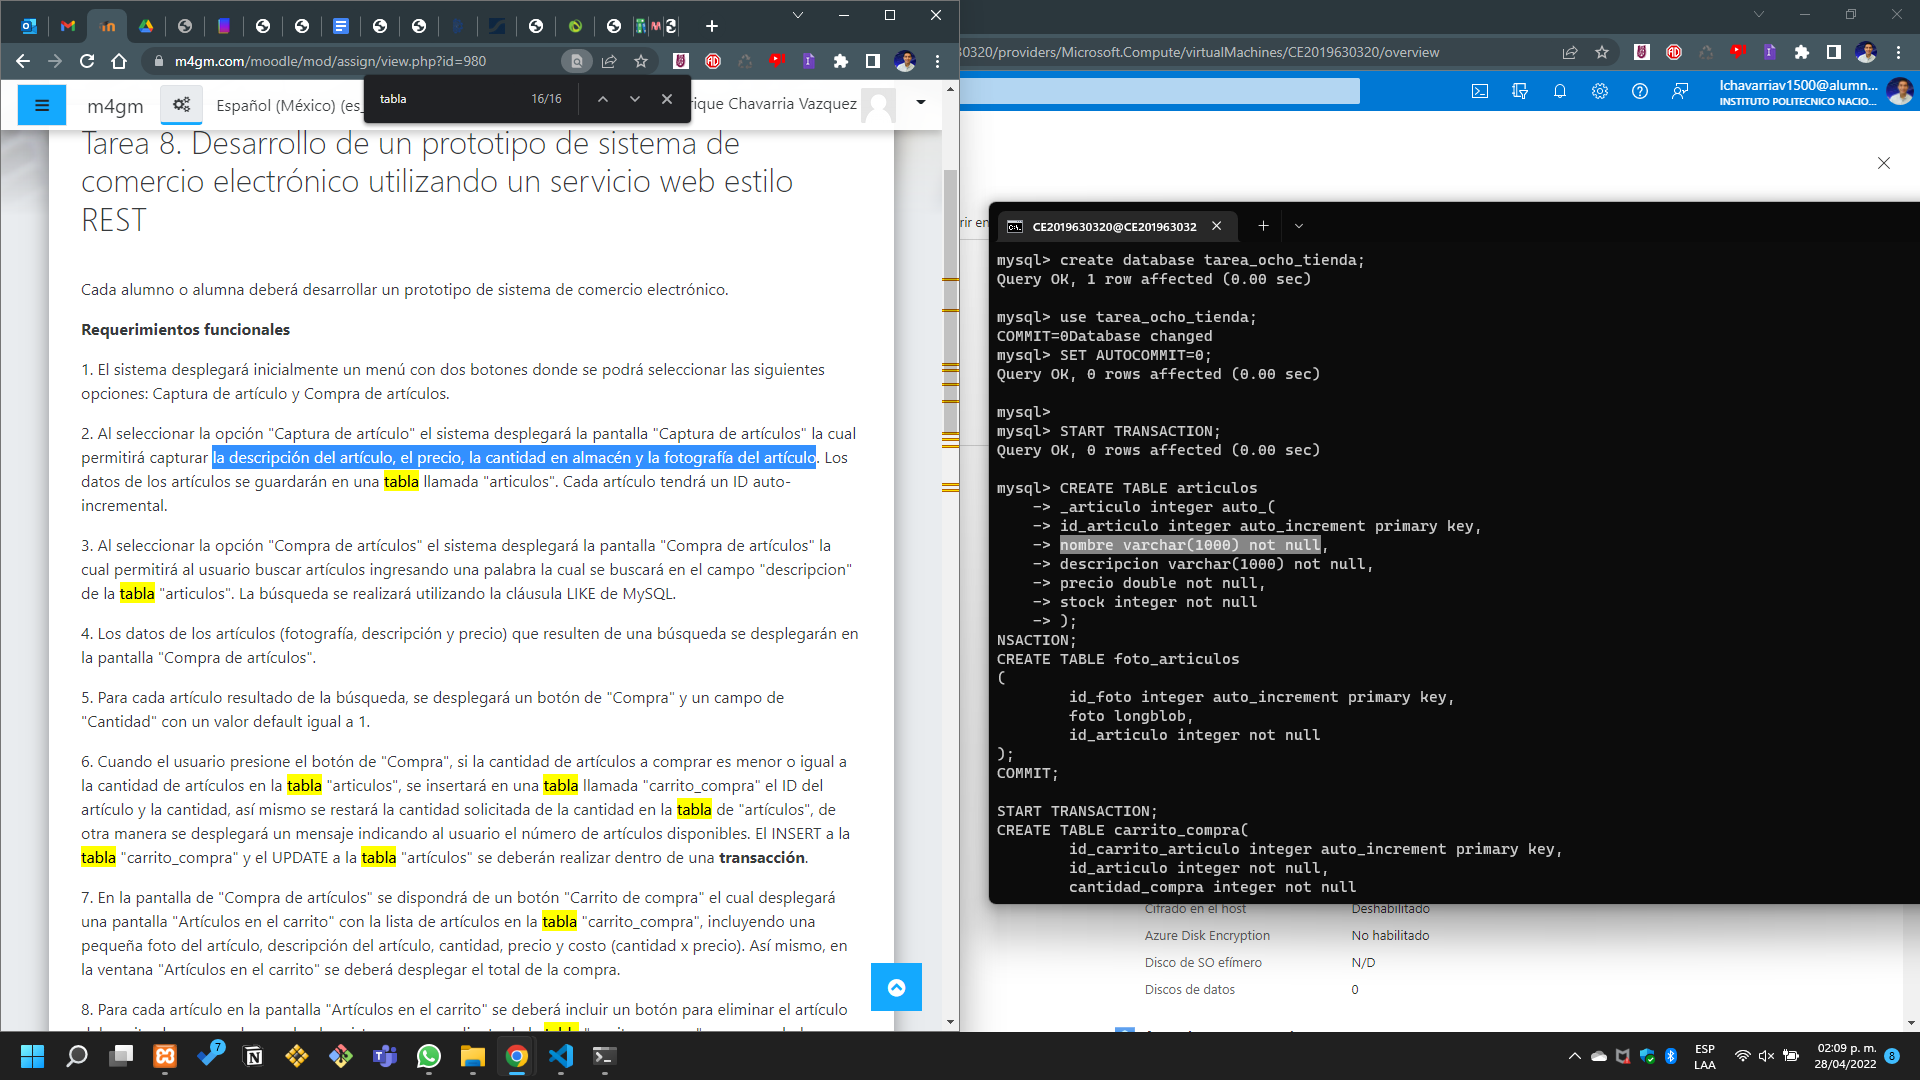 m4gm.com/moodle/mod/assign/view.php?id=980
tabla
16/16
m4gm
Español (México) (es_
rique Chavarria Vazquez
Tarea 8. Desarrollo de un prototipo de sistema de
comercio electrónico utilizando un servicio web estilo
REST
Cada alumno o alumna deberá desarrollar un prototipo de sistema de comercio electrónico.
Requerimientos funcionales
1. El sistema desplegará inicialmente un menú con dos botones donde se podrá seleccionar las siguientes
opciones: Captura de artículo y Compra de artículos.
2. Al seleccionar la opción "Captura de artículo" el sistema desplegará la pantalla "Captura de artículos" la cual
permitirá capturar la descripción del artículo, el precio, la cantidad en almacén y la fotografía del artículo. Los
datos de los artículos se guardarán en una tabla llamada "articulos". Cada artículo tendrá un ID auto-
incremental.
3. Al seleccionar la opción "Compra de artículos" el sistema desplegará la pantalla "Compra de artículos" la
cual permitirá al usuario buscar artículos ingresando una palabra la cual se buscará en el campo "descripcion"
de la tabla "articulos". La búsqueda se realizará utilizando la cláusula LIKE de MySQL.
4. Los datos de los artículos (fotografía, descripción y precio) que resulten de una búsqueda se desplegarán en
la pantalla "Compra de artículos".
5. Para cada artículo resultado de la búsqueda, se desplegará un botón de "Compra" y un campo de
"Cantidad" con un valor default igual a 1.
6. Cuando el usuario presione el botón de "Compra", si la cantidad de artículos a comprar es menor o igual a
la cantidad de artículos en la tabla "articulos", se insertará en una tabla llamada "carrito_compra" el ID del
artículo y la cantidad, así mismo se restará la cantidad solicitada de la cantidad en la tabla de "artículos", de
otra manera se desplegará un mensaje indicando al usuario el número de artículos disponibles. El INSERT a la
tabla "carrito_compra" y el UPDATE a la tabla "artículos" se deberán realizar dentro de una transacción.
7. En la pantalla de "Compra de artículos" se dispondrá de un botón "Carrito de compra" el cual desplegará
una pantalla "Artículos en el carrito" con la lista de artículos en la tabla "carrito_compra", incluyendo una
pequeña foto del artículo, descripción del artículo, cantidad, precio y costo (cantidad x precio). Así mismo, en
la ventana "Artículos en el carrito" se deberá desplegar el total de la compra.
8. Para cada artículo en la pantalla "Artículos en el carrito" se deberá incluir un botón para eliminar el artículo
30320/providers/Microsoft.Compute/virtualMachines/CE2019630320/overview
lchavarriav1500@alumn...
INSTITUTO POLITECNICO NACIO...
rir en
CE2019630320@CE201963032
mysql> create database tarea_ocho_tienda;
Query OK, 1 row affected (0.00 sec)
mysql> use tarea_ocho_tienda;
COMMIT=0Database changed
mysql> SET AUTOCOMMIT=0;
Query OK, 0 rows affected (0.00 sec)
mysql>
mysql> START TRANSACTION;
Query OK, 0 rows affected (0.00 sec)
mysql> CREATE TABLE articulos
-> _articulo integer auto_(
-> id_articulo integer auto_increment primary key,
-> nombre varchar(1000) not null,
-> descripcion varchar(1000) not null,
-> precio double not null,
-> stock integer not null
-> );
NSACTION;
CREATE TABLE foto_articulos
(
id_foto integer auto_increment primary key,
foto longblob,
id_articulo integer not null
);
COMMIT;
START TRANSACTION;
CREATE TABLE carrito_compra(
id_carrito_articulo integer auto_increment primary key,
id_articulo integer not null,
cantidad_compra integer not null
Cifrado en el host
Deshabilitado
Azure Disk Encryption
No habilitado
Disco de SO efímero
N/D
Discos de datos
0
7
ESP
LAA
02:09 p. m.
28/04/2022
8